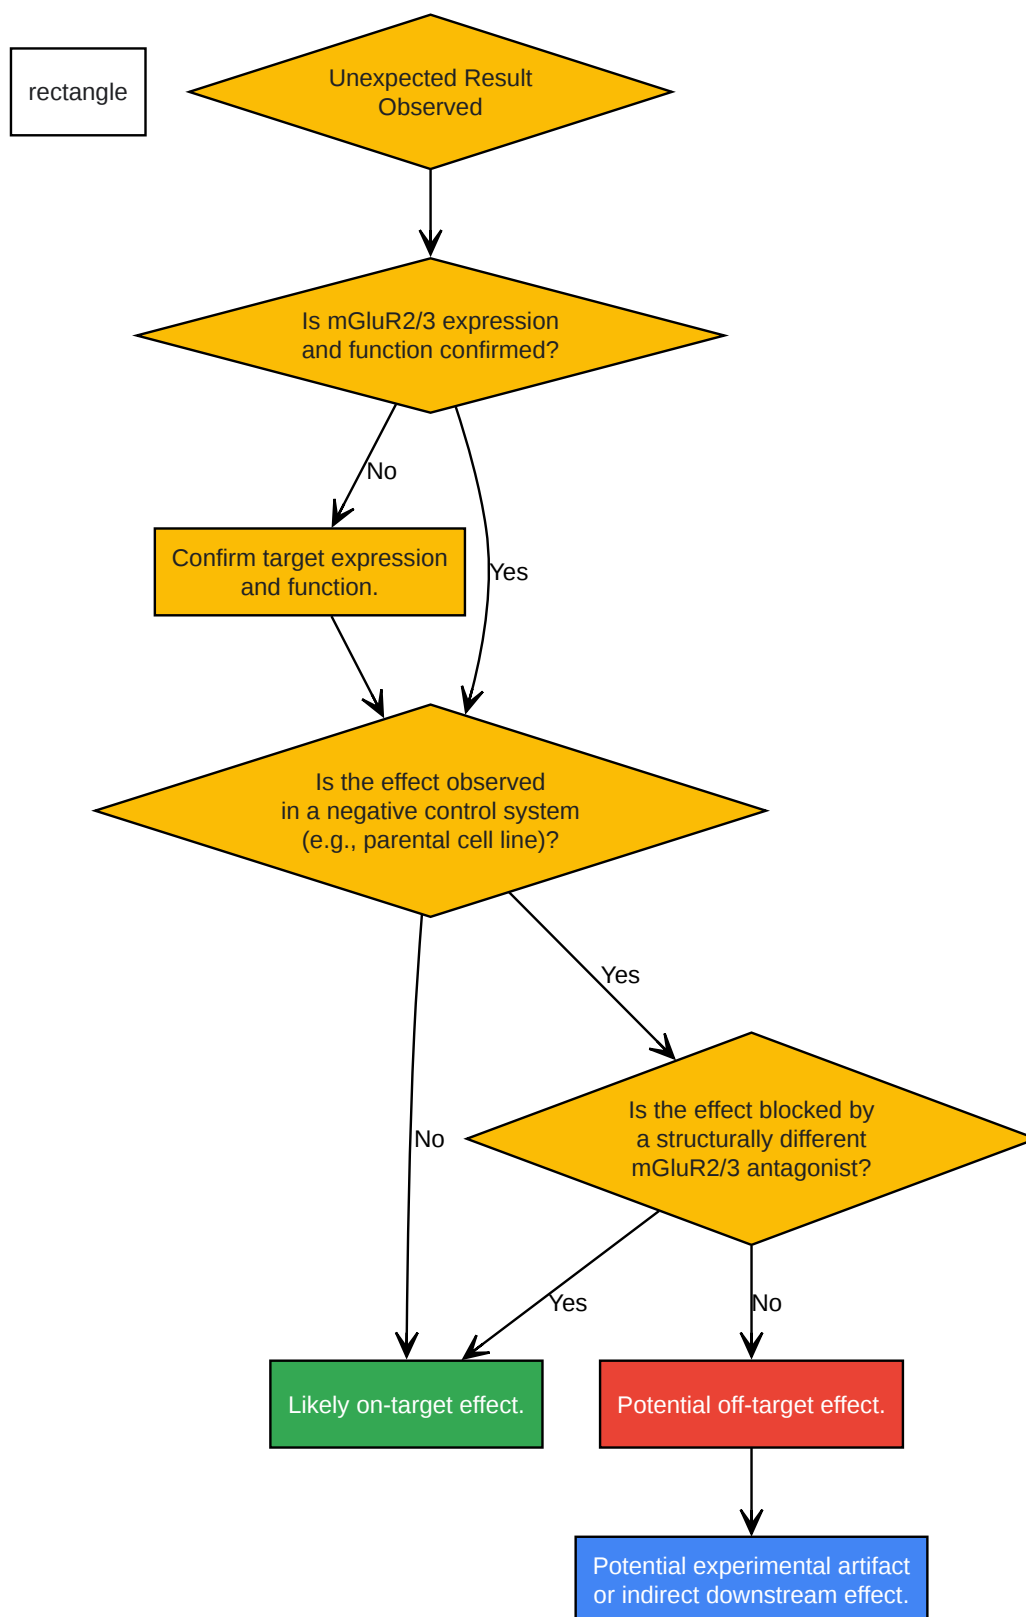 rectangle
Unexpected Result
Observed
Is mGluR2/3 expression
and function confirmed?
No
Confirm target expression
and function.
Yes
Is the effect observed
in a negative control system
(e.g., parental cell line)?
Yes
Is the effect blocked by
a structurally different
mGluR2/3 antagonist?
No
Yes
No
Likely on-target effect.
Potential off-target effect.
Potential experimental artifact
or indirect downstream effect.